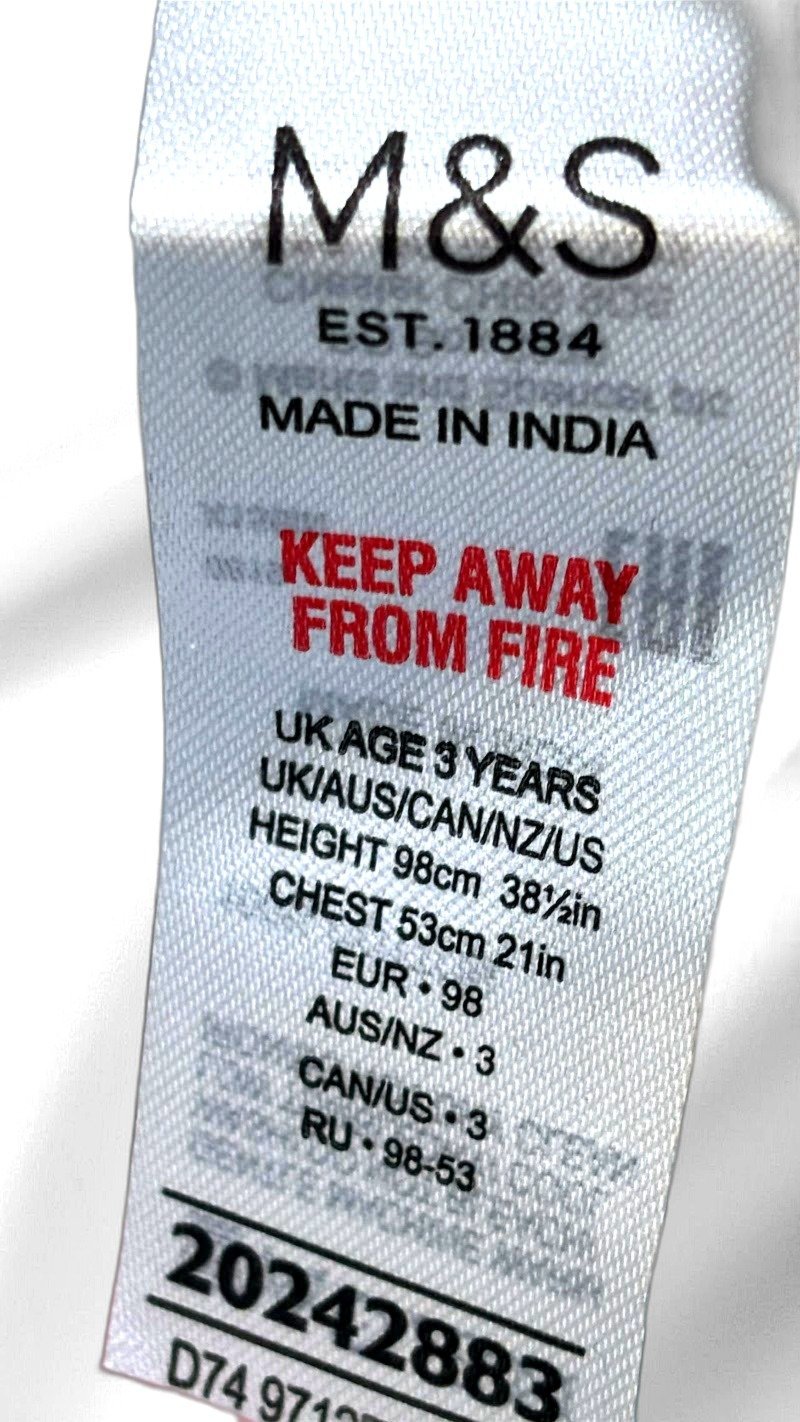 M&S
EST. 1884
MADE IN INDIA
KEEP AWAY
FROM FIRE
UK AGE 3 YEARS
UK/AUS/CAN/NZ/US
HEIGHT 98cm 38½in
CHEST 53cm 21in
EUR • 98
AUS/NZ • 3
CAN/US • 3
RU • 98-53
20242883
D74